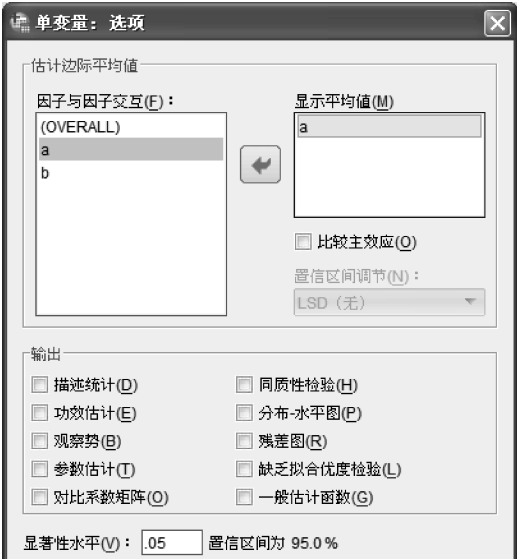 单变量：选项
估计边际平均值
因子与因子交互(F)：
(OVERALL)
a
b
显示平均值(M)
a
比较主效应(O)
置信区间调节(N)：
LSD（无）
输出
描述统计(D)
功效估计(E)
观察势(B)
参数估计(T)
对比系数矩阵(O)
同质性检验(H)
分布-水平图(P)
残差图(R)
缺乏拟合优度检验(L)
一般估计函数(G)
显著性水平(V)： .05 置信区间为 95.0%